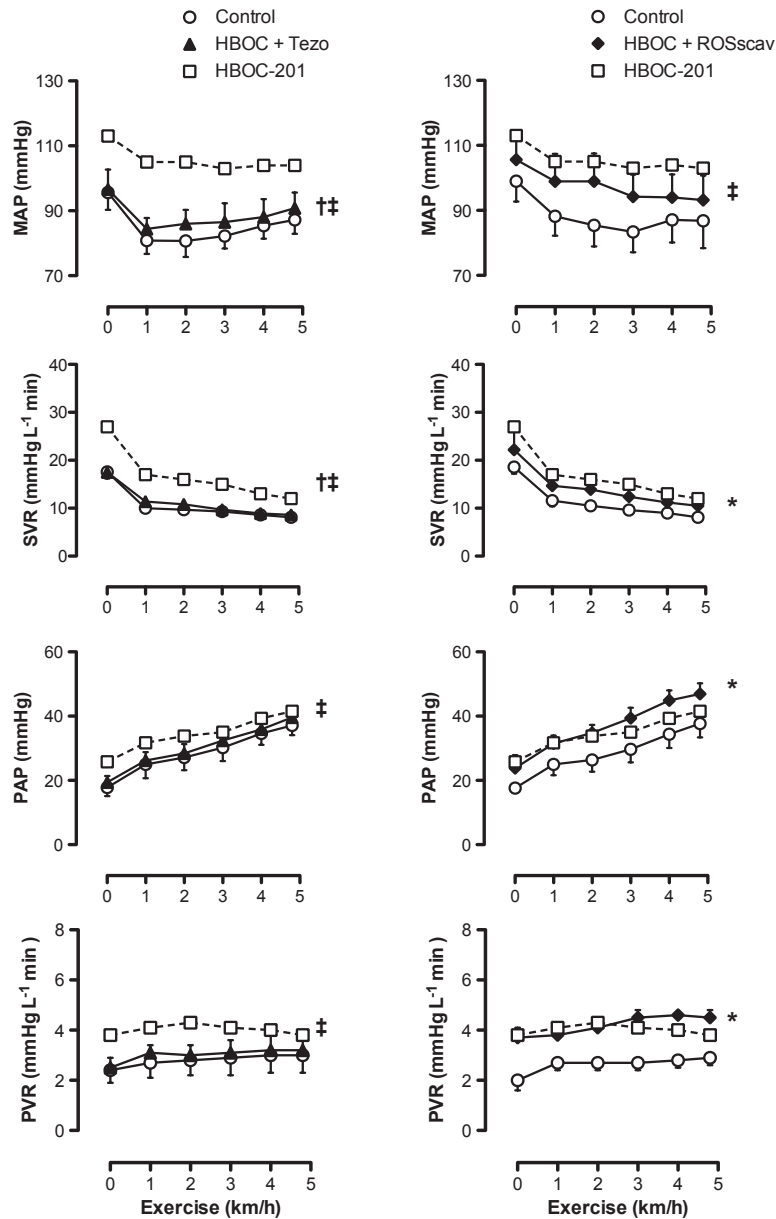 Control
HBOC + Tezo
HBOC-201
130
110
90
70
MAP (mmHg)
†‡
0 1 2 3 4 5
Control
HBOC + ROSscav
HBOC-201
130
110
90
70
MAP (mmHg)
‡
0 1 2 3 4 5
40
30
20
10
0
SVR (mmHg L-1 min)
†‡
0 1 2 3 4 5
40
30
20
10
0
SVR (mmHg L-1 min)
*
0 1 2 3 4 5
60
40
20
0
PAP (mmHg)
‡
0 1 2 3 4 5
60
40
20
0
PAP (mmHg)
*
0 1 2 3 4 5
8
6
4
2
0
PVR (mmHg L-1 min )
‡
0 1 2 3 4 5
Exercise (km/h)
8
6
4
2
0
PVR (mmHg L-1 min )
*
0 1 2 3 4 5
Exercise (km/h)